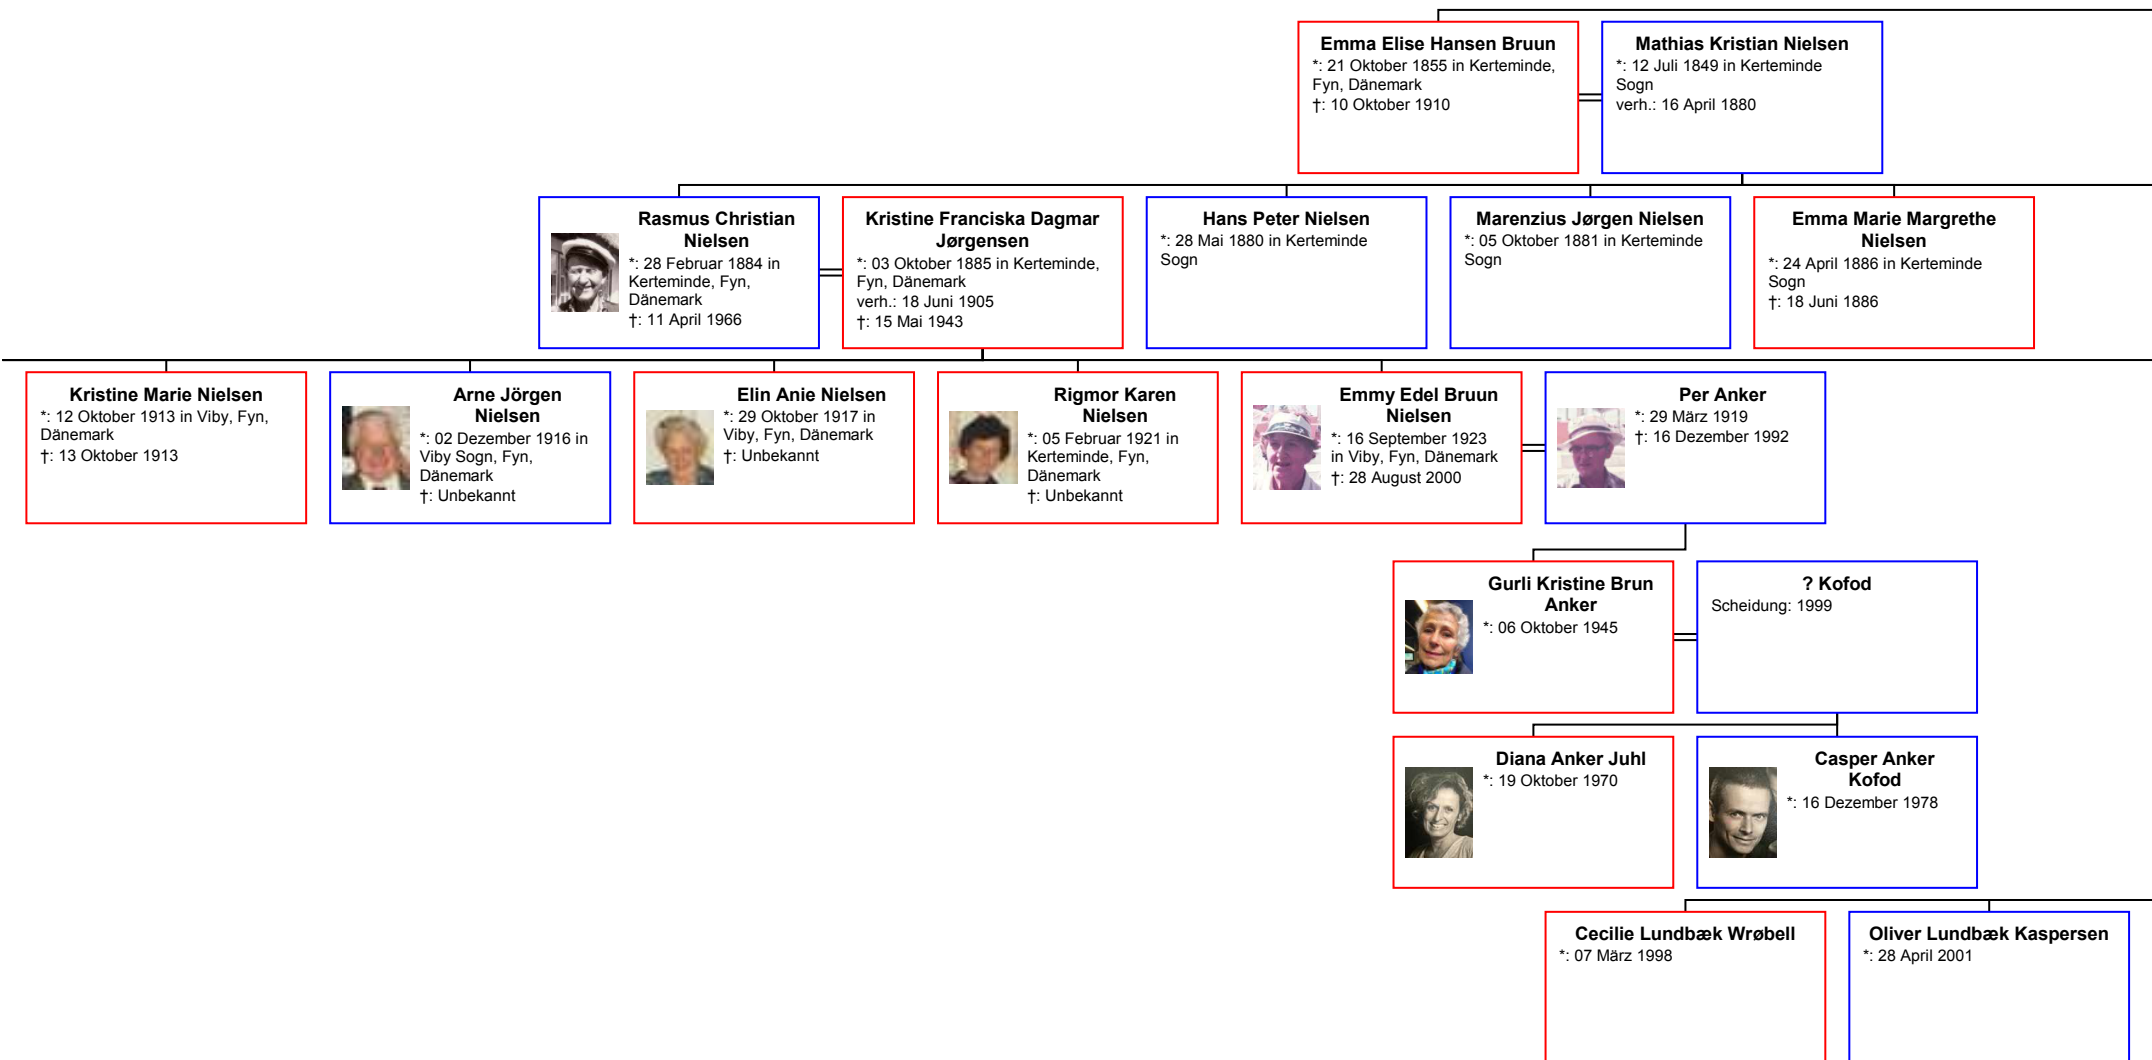 Emma Elise Hansen Bruun
*: 21 Oktober 1855 in Kerteminde,
Fyn, Dänemark
†: 10 Oktober 1910
Mathias Kristian Nielsen
*: 12 Juli 1849 in Kerteminde
Sogn
verh.: 16 April 1880
Rasmus Christian
Nielsen
*: 28 Februar 1884 in
Kerteminde, Fyn,
Dänemark
†: 11 April 1966
Kristine Franciska Dagmar
Jørgensen
*: 03 Oktober 1885 in Kerteminde,
Fyn, Dänemark
verh.: 18 Juni 1905
†: 15 Mai 1943
Hans Peter Nielsen
*: 28 Mai 1880 in Kerteminde
Sogn
Marenzius Jørgen Nielsen
*: 05 Oktober 1881 in Kerteminde
Sogn
Emma Marie Margrethe
Nielsen
*: 24 April 1886 in Kerteminde
Sogn
†: 18 Juni 1886
Kristine Marie Nielsen
*: 12 Oktober 1913 in Viby, Fyn,
Dänemark
†: 13 Oktober 1913
Arne Jörgen
Nielsen
*: 02 Dezember 1916 in
Viby Sogn, Fyn,
Dänemark
†: Unbekannt
Elin Anie Nielsen
*: 29 Oktober 1917 in
Viby, Fyn, Dänemark
†: Unbekannt
Rigmor Karen
Nielsen
*: 05 Februar 1921 in
Kerteminde, Fyn,
Dänemark
†: Unbekannt
Emmy Edel Bruun
Nielsen
*: 16 September 1923
in Viby, Fyn, Dänemark
†: 28 August 2000
Per Anker
*: 29 März 1919
†: 16 Dezember 1992
Gurli Kristine Brun
Anker
*: 06 Oktober 1945
? Kofod
Scheidung: 1999
Diana Anker Juhl
*: 19 Oktober 1970
Casper Anker
Kofod
*: 16 Dezember 1978
Cecilie Lundbæk Wrøbell
*: 07 März 1998
Oliver Lundbæk Kaspersen
*: 28 April 2001